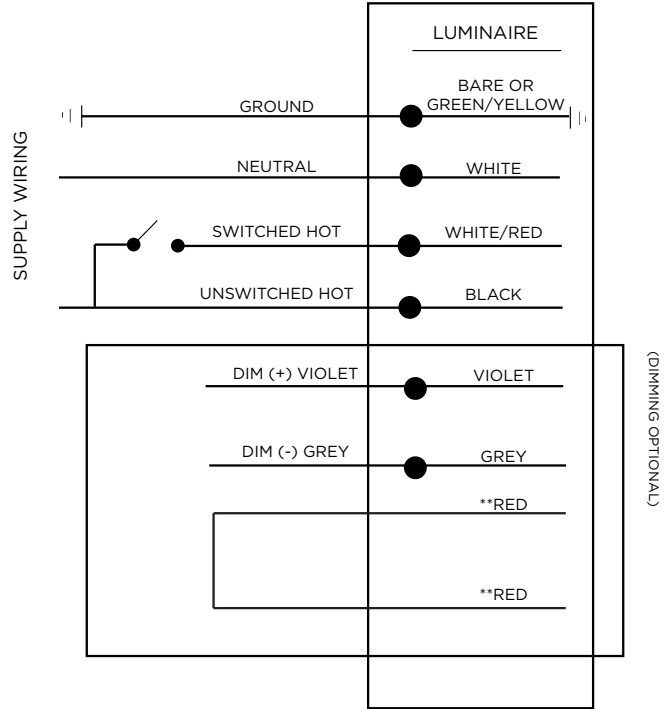 LUMINAIRE
GROUND
BARE OR
GREEN/YELLOW
SUPPLY WIRING
NEUTRAL
WHITE
SWITCHED HOT
WHITE/RED
UNSWITCHED HOT
BLACK
DIM (+) VIOLET
VIOLET
(DIMMING OPTIONAL)
DIM (-) GREY
GREY
**RED
**RED